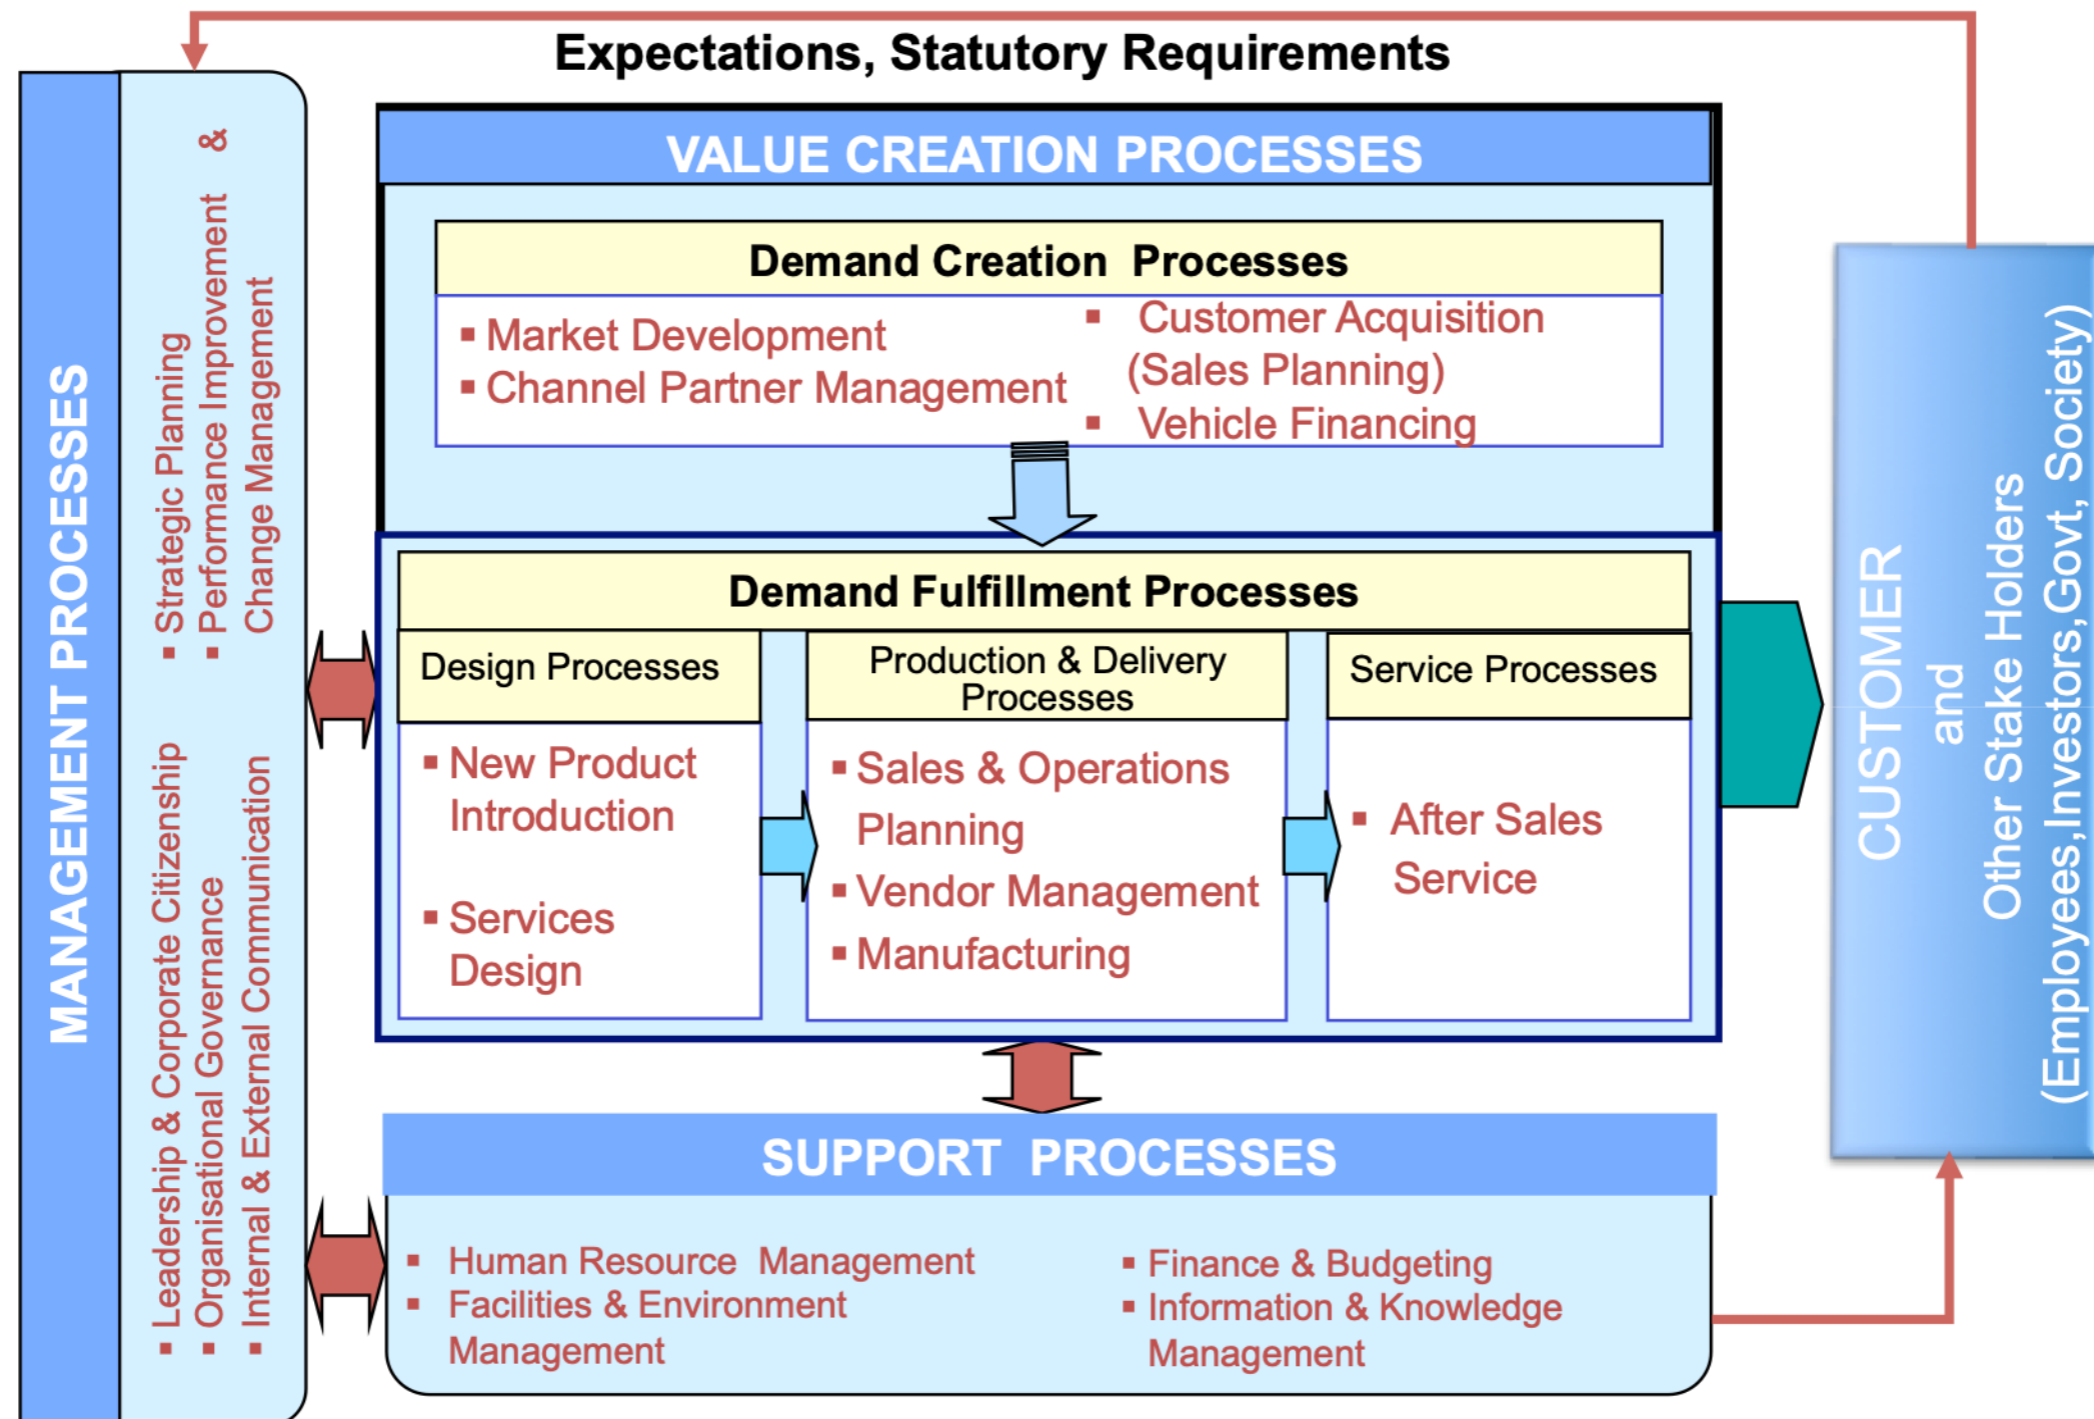 Expectations, Statutory Requirements
MANAGEMENT PROCESSES
▪ Strategic Planning
▪ Performance Improvement &
Change Management
▪ Leadership & Corporate Citizenship
▪ Organisational Governance
▪ Internal & External Communication
VALUE CREATION PROCESSES
Demand Creation Processes
▪ Market Development
▪ Channel Partner Management
▪ Customer Acquisition
(Sales Planning)
▪ Vehicle Financing
Demand Fulfillment Processes
Design Processes
▪ New Product
Introduction
▪ Services
Design
Production & Delivery
Processes
▪ Sales & Operations
Planning
▪ Vendor Management
▪ Manufacturing
Service Processes
▪ After Sales
Service
SUPPORT PROCESSES
▪ Human Resource Management
▪ Facilities & Environment
Management
▪ Finance & Budgeting
▪ Information & Knowledge
Management
CUSTOMER
and
Other Stake Holders
(Employees,Investors,Govt, Society)